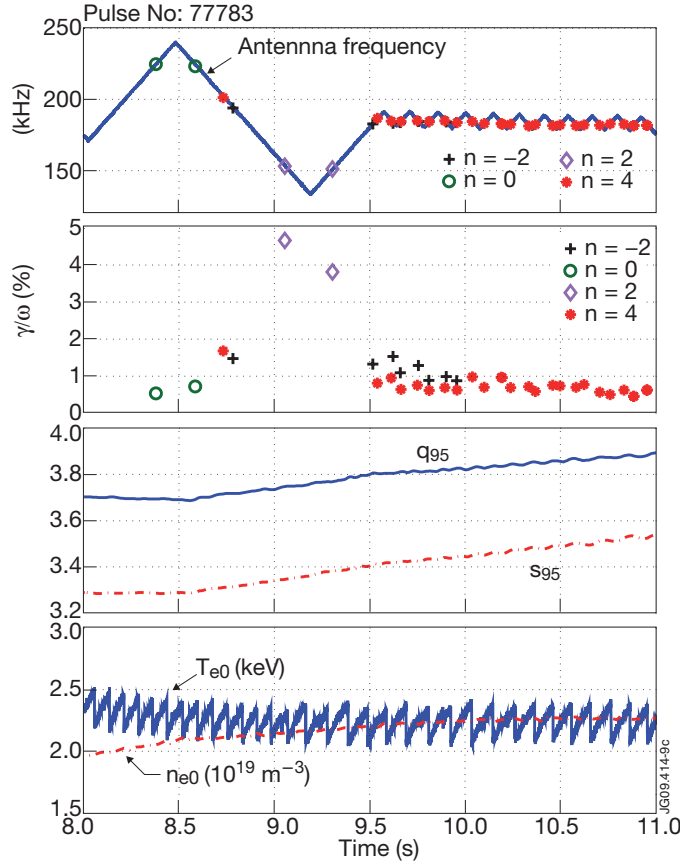 Pulse No: 77783
250
Antennna frequency
200
(kHz)
150
n = −2
n = 2
n = 0
n = 4
5
n = −2
4
n = 0
3
n = 2
γ/ω (%)
n = 4
2
1
0
4.0
q95
3.8
3.6
3.4
s95
3.2
3.0
Te0 (keV)
2.5
2.0
ne0 (10^19 m^−3)
1.5
8.0 8.5 9.0 9.5 10.0 10.5 11.0
Time (s)
JG09.414-9c